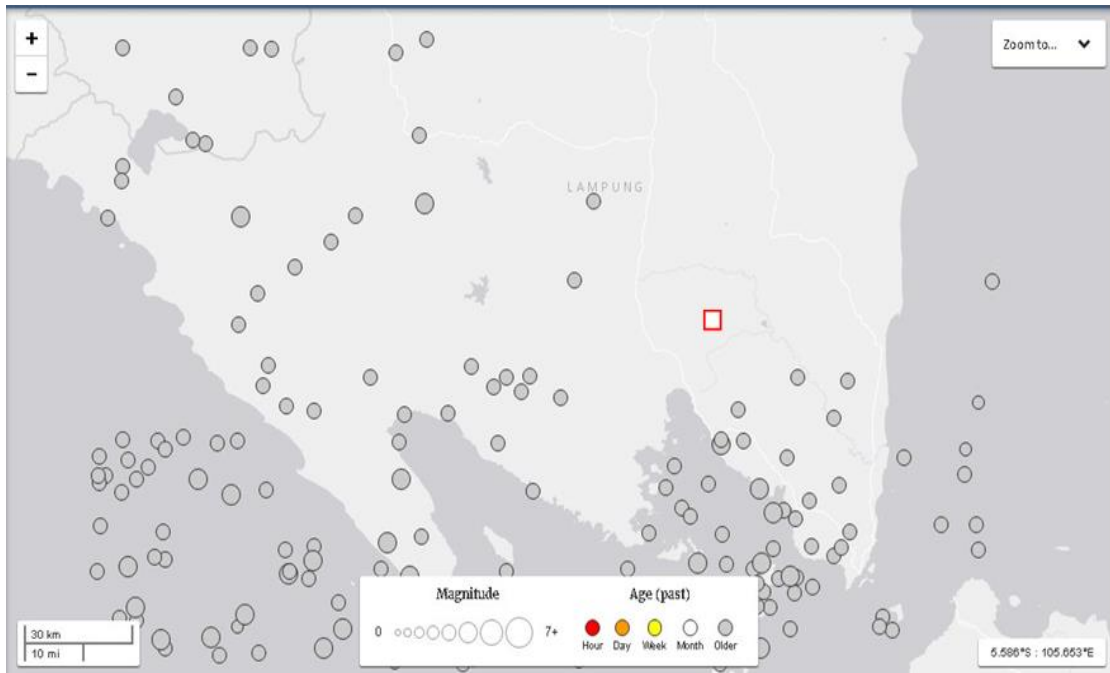 +
Zoom to...
−
LAMPUNG
Magnitude
0
7+
Age (past)
Hour Day Week Month Older
30 km
10 mi
5.586°S : 105.653°E